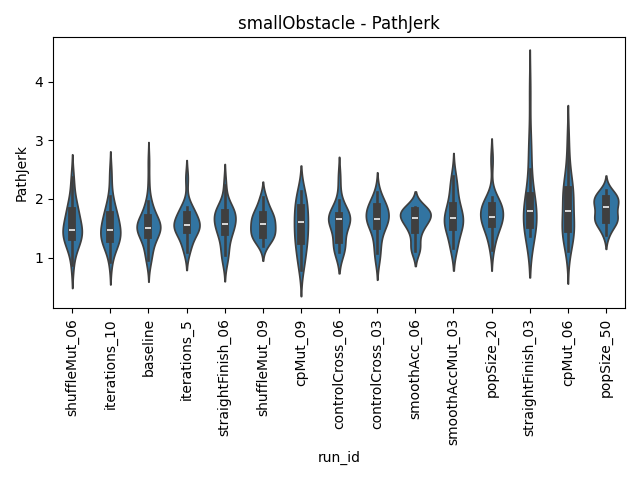 smallObstacle - PathJerk
PathJerk
4
3
2
1
shuffleMut_06
iterations_10
baseline
iterations_5
straightFinish_06
shuffleMut_09
cpMut_09
controlCross_06
controlCross_03
smoothAcc_06
smoothAccMut_03
popSize_20
straightFinish_03
cpMut_06
popSize_50
run_id